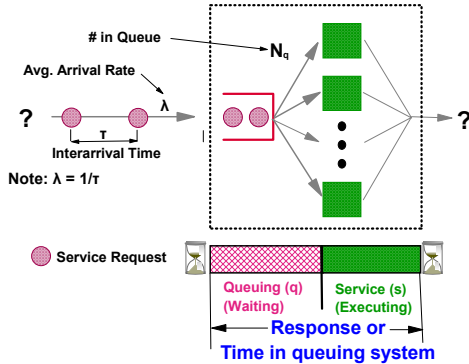 # in Queue
Nq
Avg. Arrival Rate
λ
?
?
τ
Interarrival Time
Note: λ = 1/τ
Service Request
Queuing (q)
(Waiting)
Service (s)
(Executing)
Response or
Time in queuing system